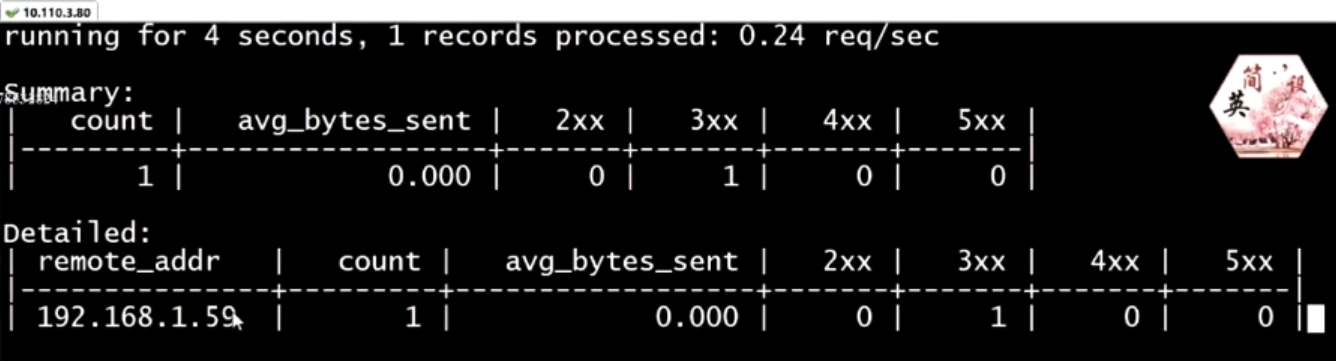 10.110.3.80
running for 4 seconds, 1 records processed: 0.24 req/sec
Summary:
| count | avg_bytes_sent | 2xx | 3xx | 4xx | 5xx |
|---------+------------------+-------+-------+-------+-------|
| 1 | 0.000 | 0 | 1 | 0 | 0 |
Detailed:
| remote_addr | count | avg_bytes_sent | 2xx | 3xx | 4xx | 5xx |
|---------------+---------+------------------+-------+-------+-------+-------|
| 192.168.1.59 | 1 | 0.000 | 0 | 1 | 0 | 0 |
简
英